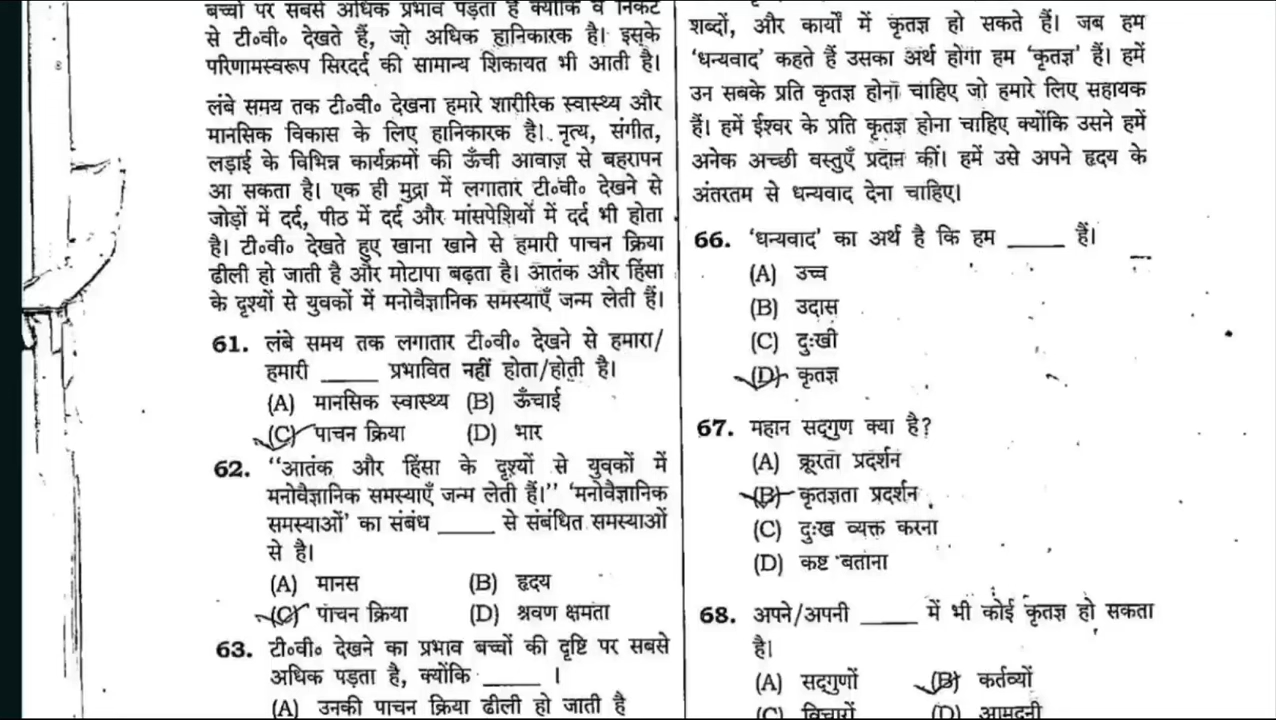 बच्चों पर सबसे अधिक प्रभाव पड़ता है क्योंकि वे निकट
से टी०वी० देखते हैं, जो अधिक हानिकारक है। इसके
परिणामस्वरूप सिरदर्द की सामान्य शिकायत भी आती है।
लंबे समय तक टी०वी० देखना हमारे शारीरिक स्वास्थ्य और
मानसिक विकास के लिए हानिकारक है। नृत्य, संगीत,
लड़ाई के विभिन्न कार्यक्रमों की ऊँची आवाज़ से बहरापन
आ सकता है। एक ही मुद्रा में लगातार टी०वी० देखने से
जोड़ों में दर्द, पीठ में दर्द और मांसपेशियों में दर्द भी होता
है। टी०वी० देखते हुए खाना खाने से हमारी पाचन क्रिया
ढीली हो जाती है और मोटापा बढ़ता है। आतंक और हिंसा
के दृश्यों से युवकों में मनोवैज्ञानिक समस्याएँ जन्म लेती हैं।
61. लंबे समय तक लगातार टी०वी० देखने से हमारा/
हमारी _____ प्रभावित नहीं होता/होती है।
(A) मानसिक स्वास्थ्य (B) ऊँचाई
(C) पाचन क्रिया (D) भार
62. "आतंक और हिंसा के दृश्यों से युवकों में
मनोवैज्ञानिक समस्याएँ जन्म लेती हैं।" 'मनोवैज्ञानिक
समस्याओं' का संबंध _____ से संबंधित समस्याओं
से है।
(A) मानस (B) हृदय
(C) पाचन क्रिया (D) श्रवण क्षमता
63. टी०वी० देखने का प्रभाव बच्चों की दृष्टि पर सबसे
अधिक पड़ता है, क्योंकि _____ ।
(A) उनकी पाचन क्रिया ढीली हो जाती है
शब्दों, और कार्यों में कृतज्ञ हो सकते हैं। जब हम
'धन्यवाद' कहते हैं उसका अर्थ होगा हम 'कृतज्ञ' हैं। हमें
उन सबके प्रति कृतज्ञ होना चाहिए जो हमारे लिए सहायक
हैं। हमें ईश्वर के प्रति कृतज्ञ होना चाहिए क्योंकि उसने हमें
अनेक अच्छी वस्तुएँ प्रदान कीं। हमें उसे अपने हृदय के
अंतरतम से धन्यवाद देना चाहिए।
66. 'धन्यवाद' का अर्थ है कि हम _____ हैं।
(A) उच्च
(B) उदास
(C) दुःखी
(D) कृतज्ञ
67. महान सद्‌गुण क्या है?
(A) क्रूरता प्रदर्शन
(B) कृतज्ञता प्रदर्शन
(C) दुःख व्यक्त करना
(D) कष्ट बताना
68. अपने/अपनी _____ में भी कोई कृतज्ञ हो सकता
है।
(A) सद्‌गुणों (B) कर्तव्यों
(C) विचारों (D) आमदनी